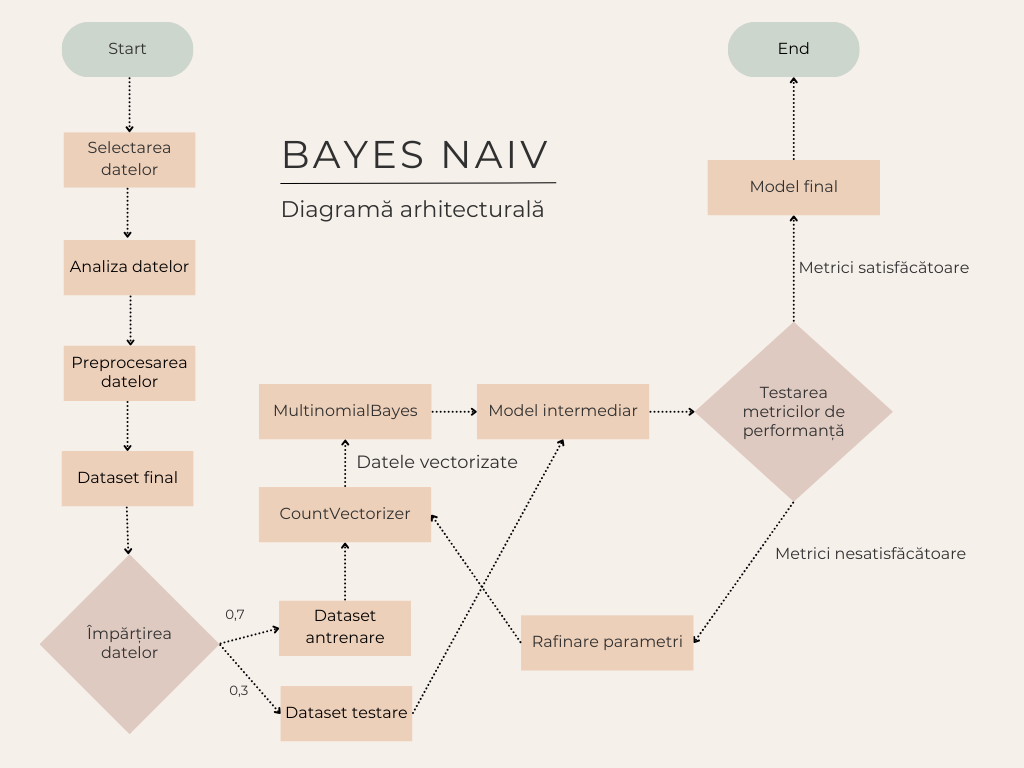 Start
End
Selectarea
datelor
BAYES NAIV
Diagramă arhitecturală
Model final
Analiza datelor
Metrici satisfăcătoare
Preprocesarea
datelor
MultinomialBayes
Model intermediar
Testarea
metricilor de
performanță
Datele vectorizate
Dataset final
CountVectorizer
Metrici nesatisfăcătoare
0,7
Dataset
antrenare
Împărțirea
datelor
Rafinare parametri
0,3
Dataset testare